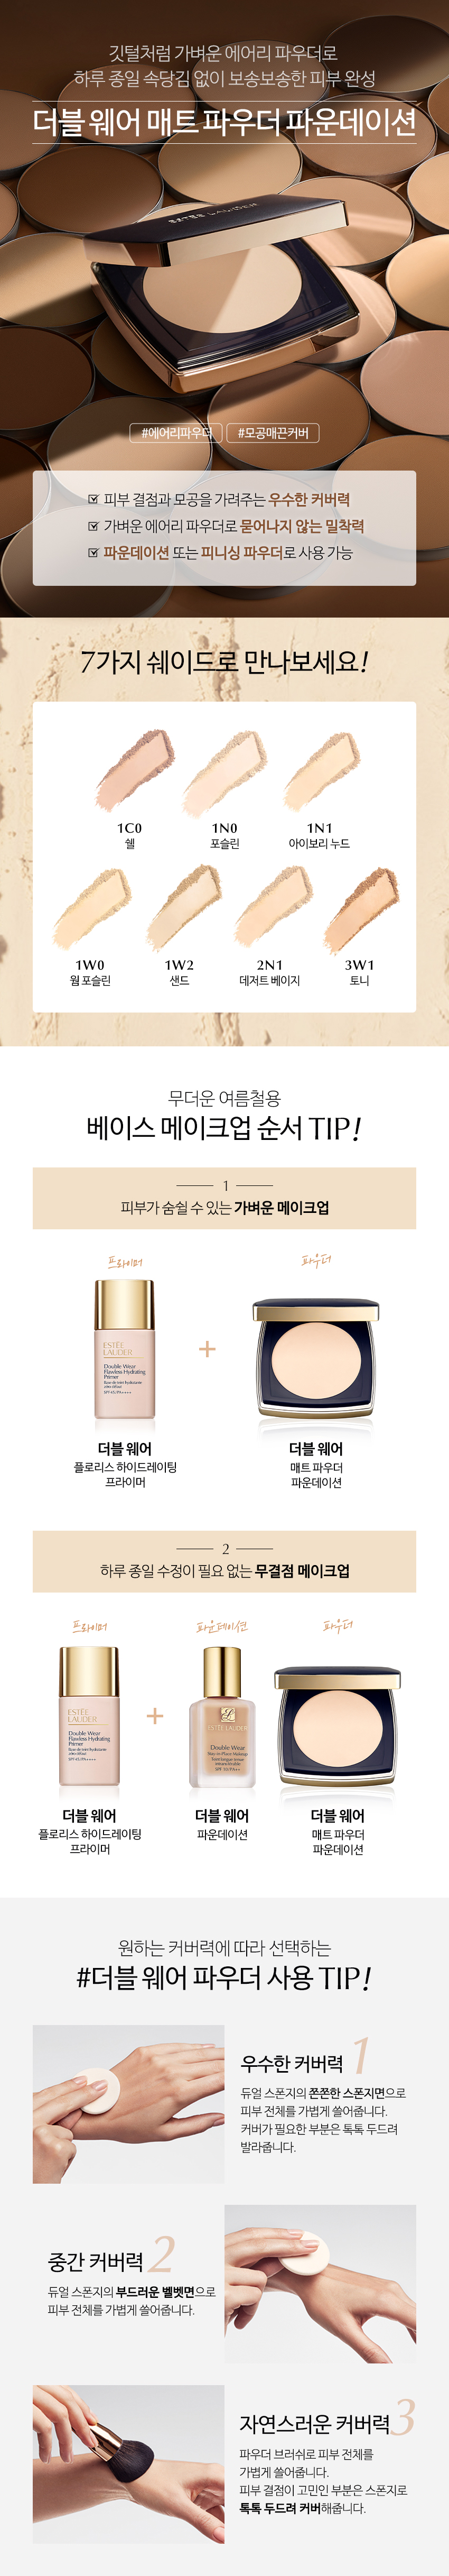 깃털처럼 가벼운 에어리 파우더로
하루 종일 속당김 없이 보송보송한 피부 완성
더블 웨어 매트 파우더 파운데이션
ESTEE LAUDER
#에어리파우더 #모공매끈커버
피부 결점과 모공을 가려주는 우수한 커버력
가벼운 에어리 파우더로 묻어나지 않는 밀착력
파운데이션 또는 피니싱 파우더로 사용 가능
7가지 쉐이드로 만나보세요!
1C0 1N0 1N1
쉘 포슬린 아이보리 누드
1W0 1W2 2N1 3W1
웜 포슬린 샌드 데저트 베이지 토니
무더운 여름철용
베이스 메이크업 순서 TIP!
1
피부가 숨쉴 수 있는 가벼운 메이크업
프라이머 파우더
ESTĒE
LAUDER
Double Wear
Flawless Hydrating
Primer
+
더블 웨어
플로리스 하이드레이팅
프라이머
더블 웨어
매트 파우더
파운데이션
2
하루 종일 수정이 필요 없는 무결점 메이크업
프라이머 파운데이션 파우더
ESTĒE
LAUDER
Double Wear
Flawless Hydrating
Primer
+
ESTĒE LAUDER
Double Wear
Stay-in-Place Makeup
더블 웨어
플로리스 하이드레이팅
프라이머
더블 웨어
파운데이션
더블 웨어
매트 파우더
파운데이션
원하는 커버력에 따라 선택하는
#더블 웨어 파우더 사용 TIP!
우수한 커버력 1
듀얼 스폰지의 쫀쫀한 스폰지면으로
피부 전체를 가볍게 쓸어줍니다.
커버가 필요한 부분은 톡톡 두드려
발라줍니다.
중간 커버력 2
듀얼 스폰지의 부드러운 벨벳면으로
피부 전체를 가볍게 쓸어줍니다.
자연스러운 커버력 3
파우더 브러쉬로 피부 전체를
가볍게 쓸어줍니다.
피부 결점이 고민인 부분은 스폰지로
톡톡 두드려 커버해줍니다.